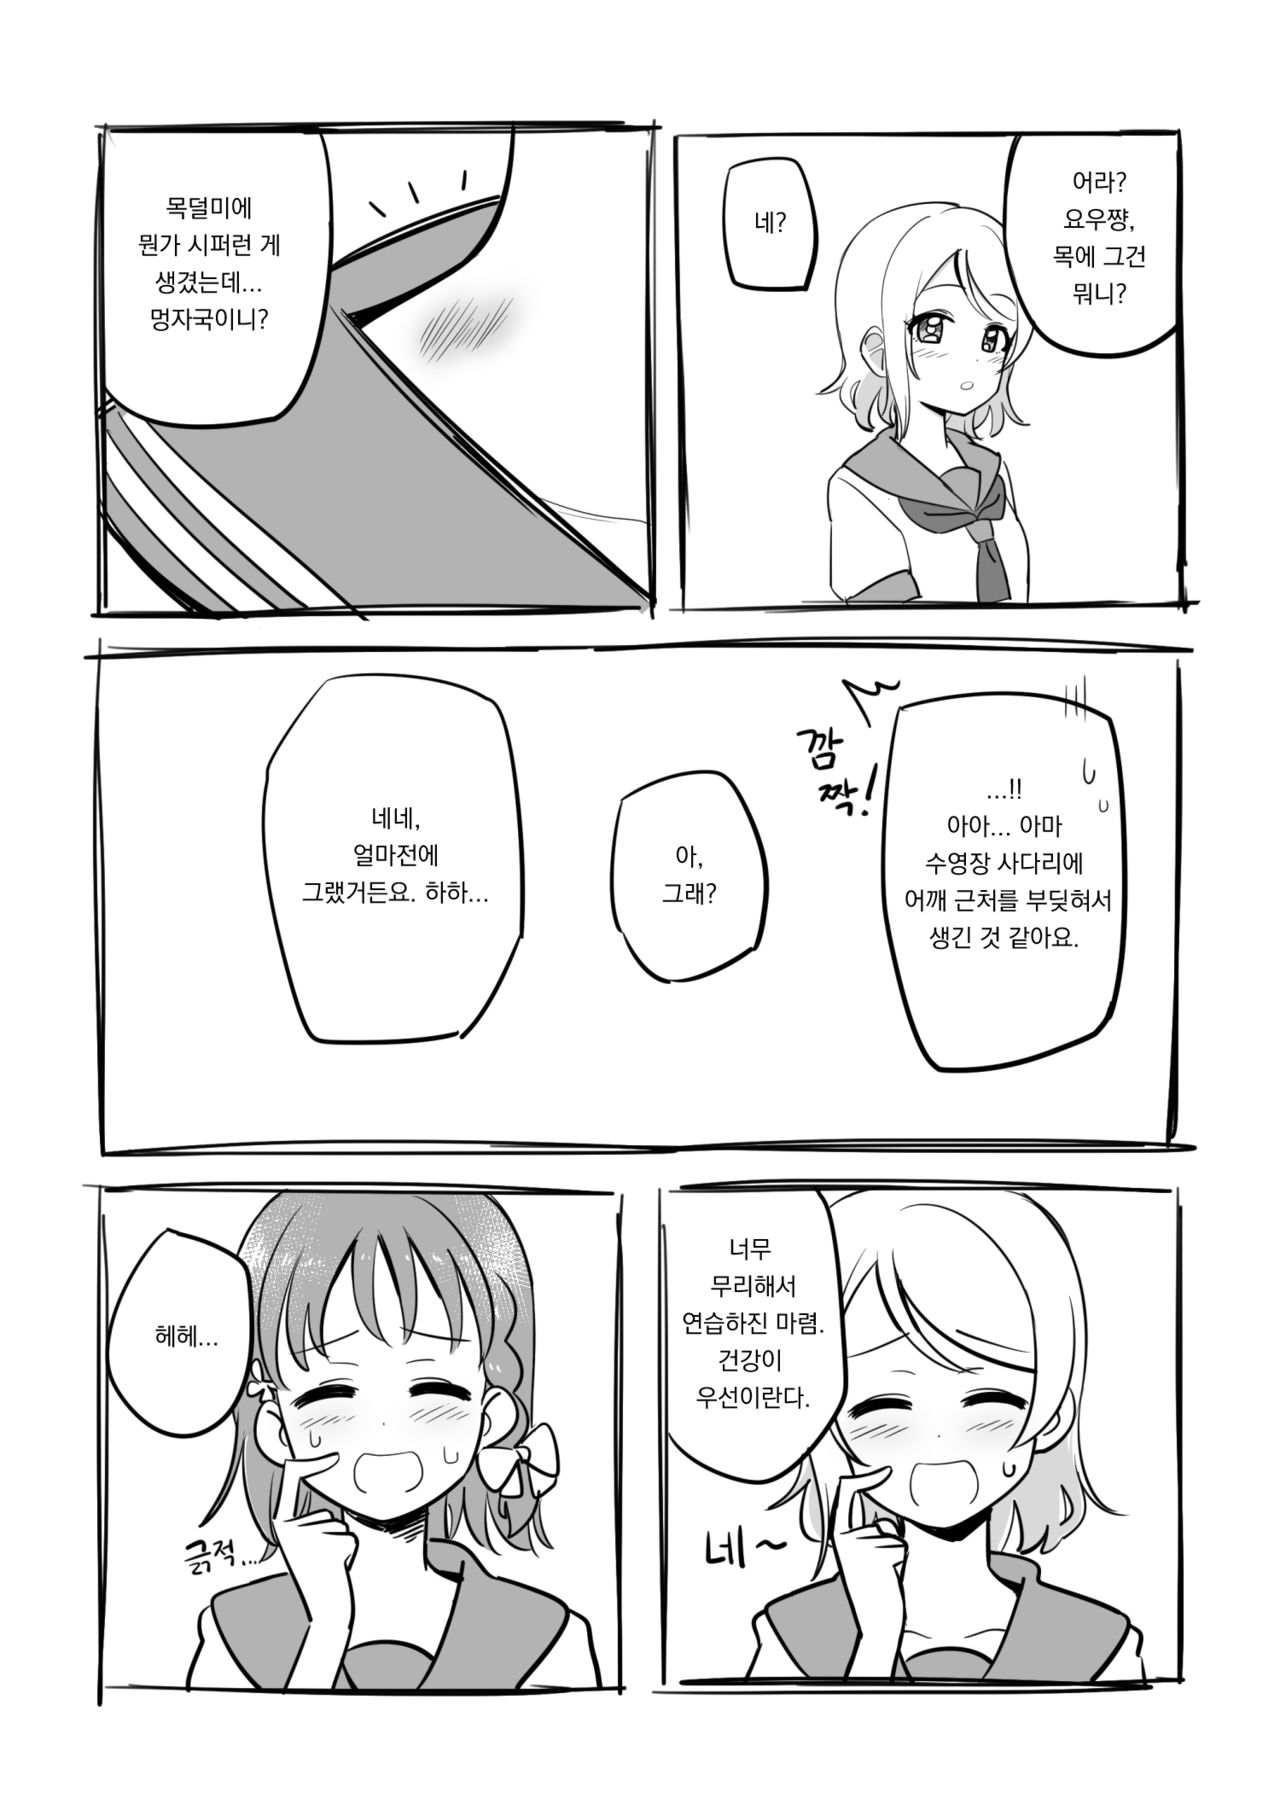 어라?
요우쨩,
목에 그건
뭐니?
네?
목덜미에
뭔가 시퍼런 게
생겼는데...
멍자국이니?
...!!
아아... 아마
수영장 사다리에
어깨 근처를 부딪혀서
생긴 것 같아요.
깜
짝!
아,
그래?
네네,
얼마전에
그랬거든요. 하하...
너무
무리해서
연습하진 마렴.
건강이
우선이란다.
네~
헤헤...
긁적...